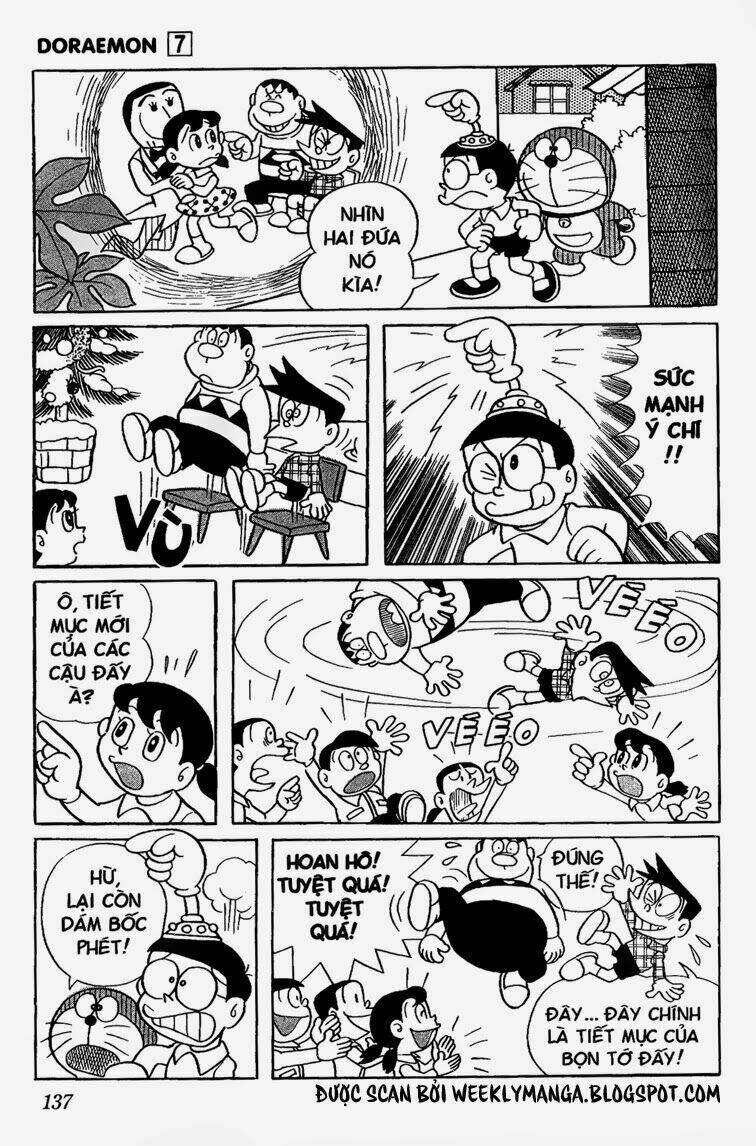 DORAEMON 7
NHÌN
HAI ĐỨA
NÓ
KÌA!
VÙ
SỨC
MẠNH
Ý CHÍ
!!
Ô, TIẾT
MỤC MỚI
CỦA CÁC
CẬU ĐẤY
À?
VÉÉO
VÉÉO
HỪ,
LẠI CÒN
DÁM BỐC
PHÉT!
HOAN HÔ!
TUYỆT QUÁ!
TUYỆT
QUÁ!
ĐÚNG
THẾ!
ĐÂY... ĐÂY CHÍNH
LÀ TIẾT MỤC CỦA
BỌN TỚ ĐẤY!
137
ĐƯỢC SCAN BỞI WEEKLYMANGA.BLOGSPOT.COM